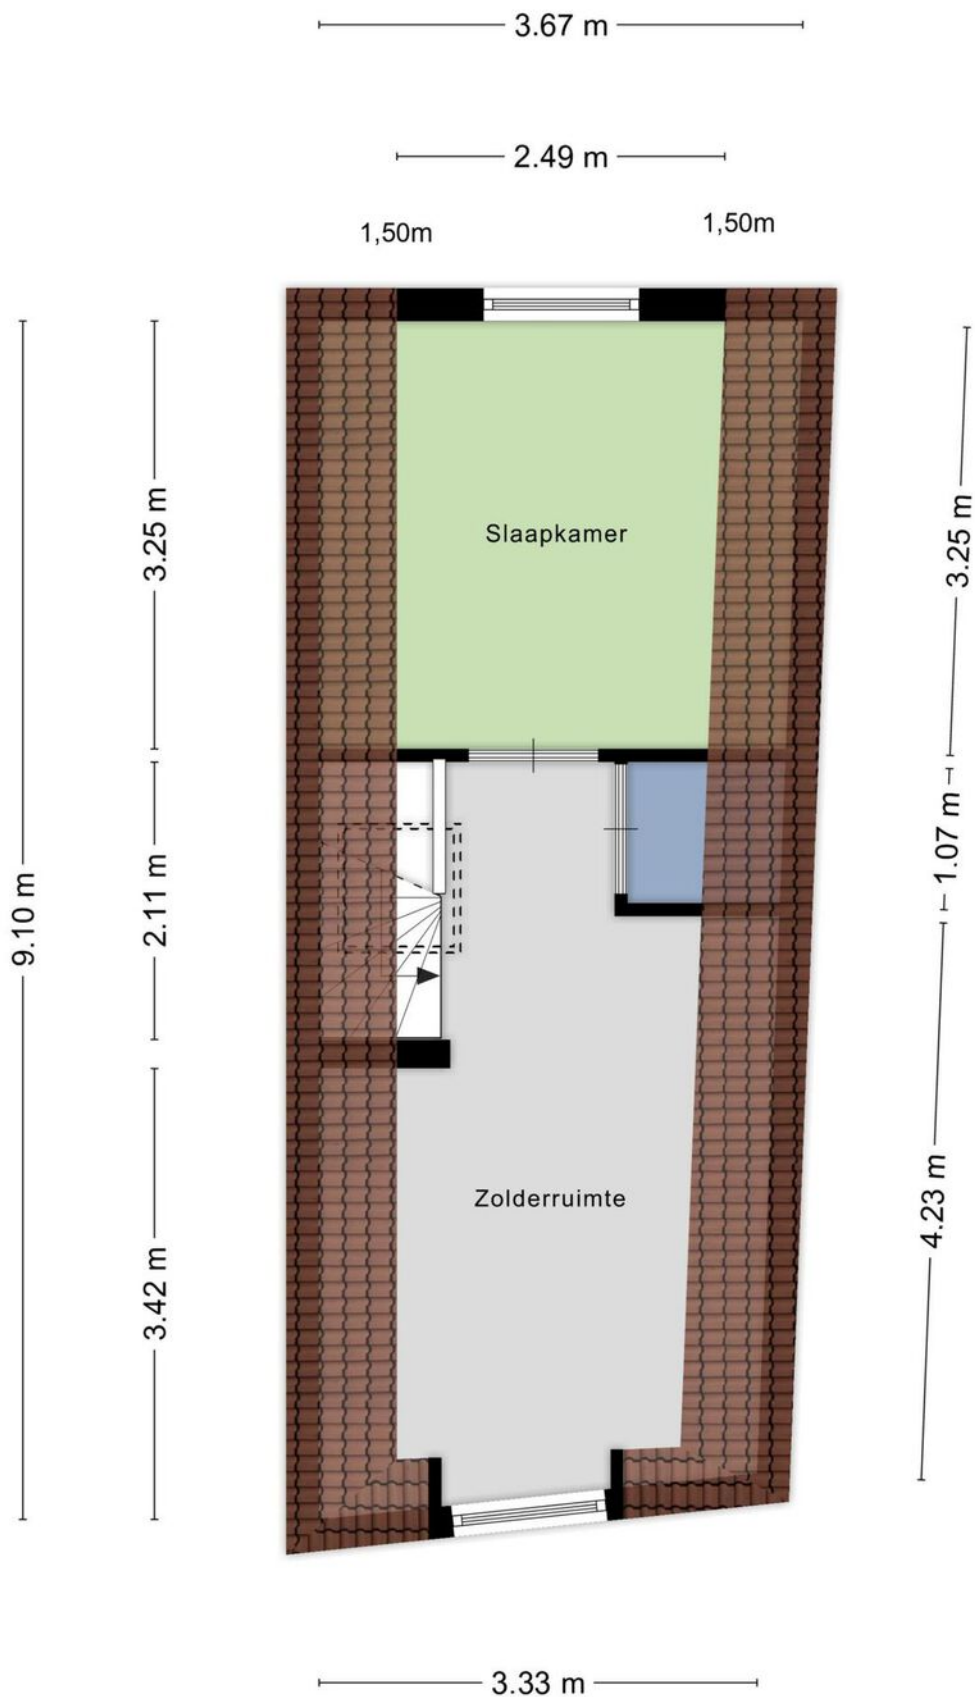 3.67 m
2.49 m
1,50m
1,50m
3.25 m
3.25 m
Slaapkamer
1.07 m
2.11 m
9.10 m
4.23 m
Zolderruimte
3.42 m
3.33 m